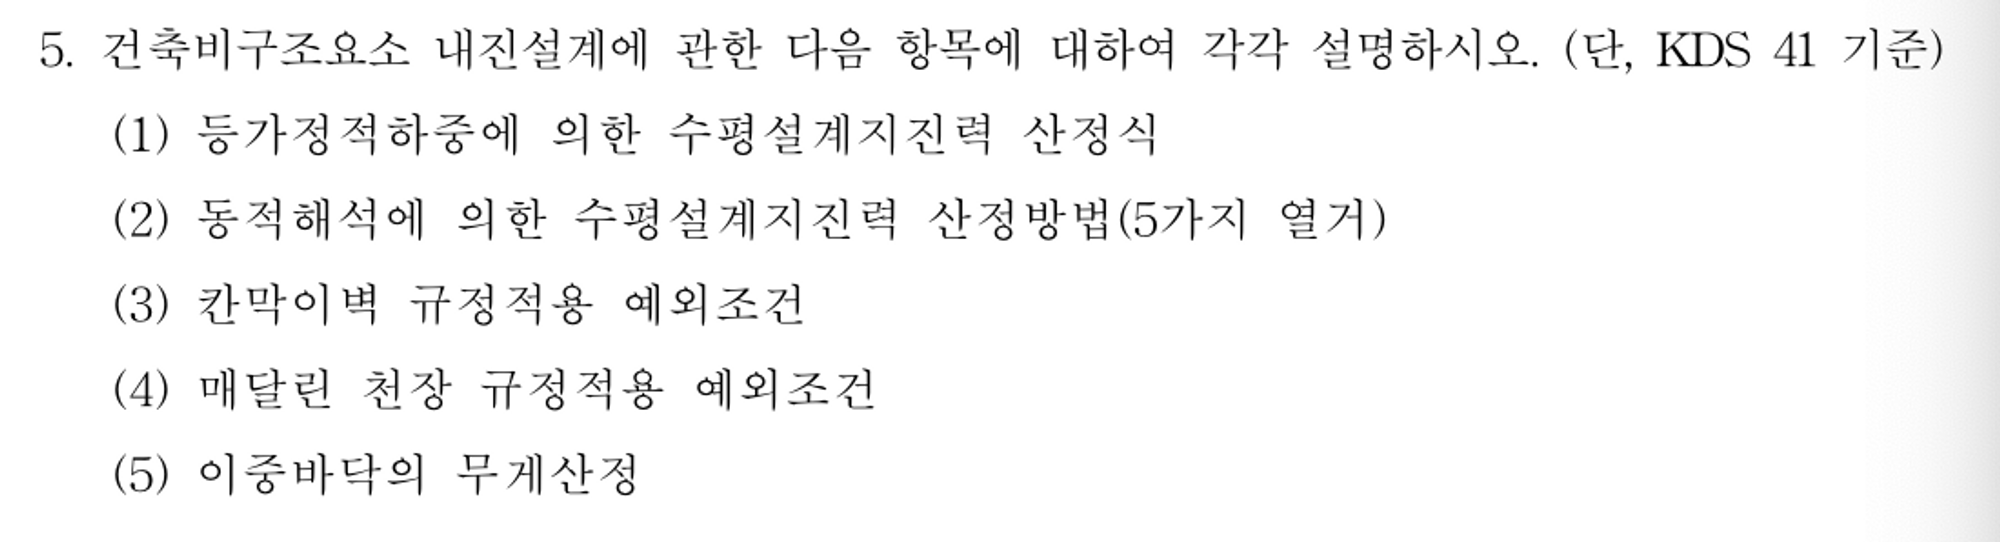 5. 건축비구조요소 내진설계에 관한 다음 항목에 대하여 각각 설명하시오. (단, KDS 41 기준)
(1) 등가정적하중에 의한 수평설계지진력 산정식
(2) 동적해석에 의한 수평설계지진력 산정방법(5가지 열거)
(3) 칸막이벽 규정적용 예외조건
(4) 매달린 천장 규정적용 예외조건
(5) 이중바닥의 무게산정